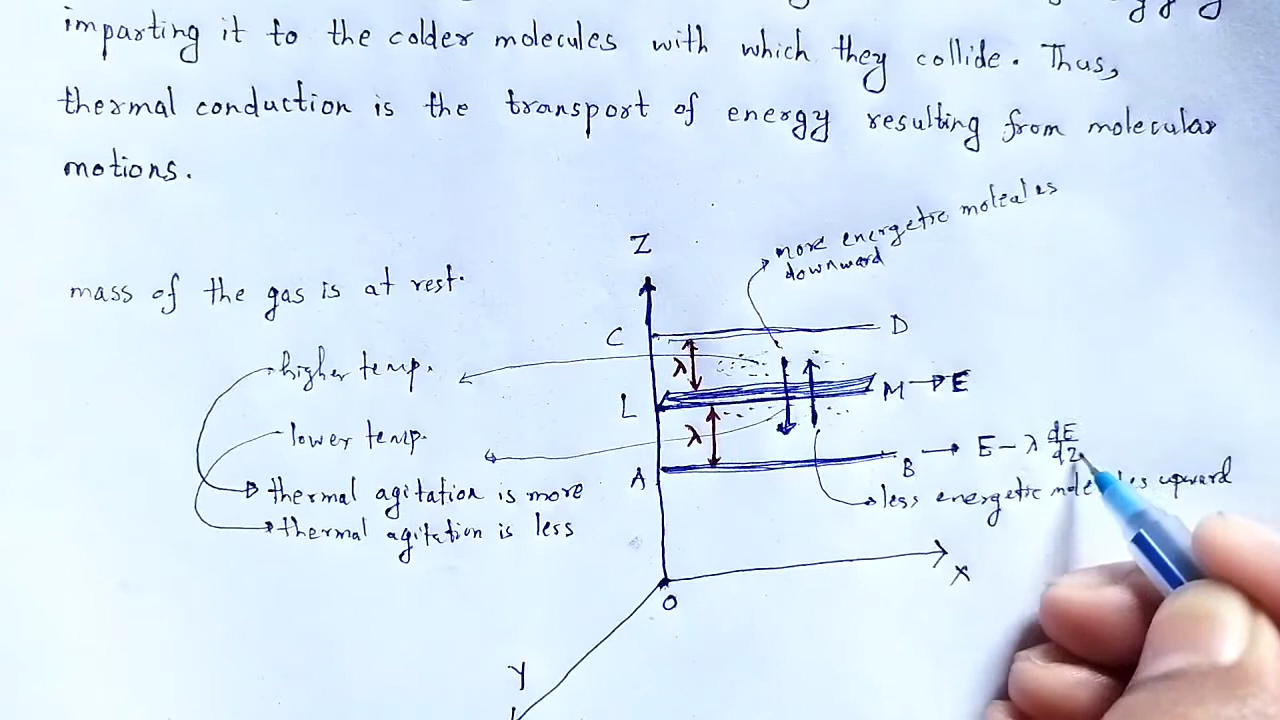 imparting it to the colder molecules with which they collide. Thus,
thermal conduction is the transport of energy resulting from molecular
motions.
more energetic molecules
downward
Z
mass of the gas is at rest.
C
D
higher temp.
λ
L
M → E
lower temp.
λ
A
B → E - λ dE/dz
thermal agitation is more
less energetic upward
thermal agitation is less
X
O
Y